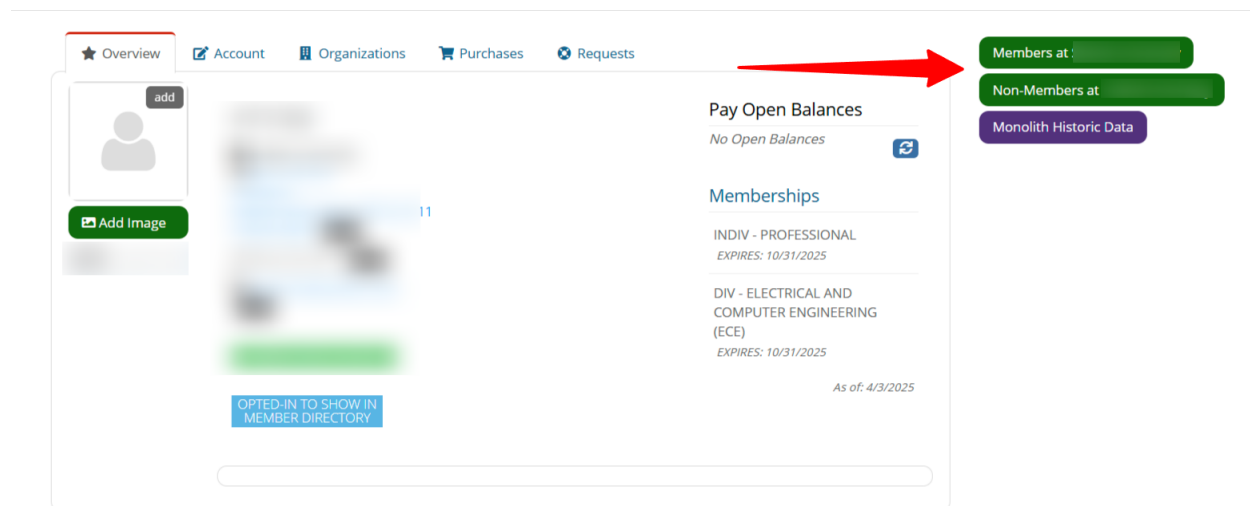 Overview
Account
Organizations
Purchases
Requests
add
Add Image
11
OPTED-IN TO SHOW IN
MEMBER DIRECTORY
Pay Open Balances
No Open Balances
Memberships
INDIV - PROFESSIONAL
EXPIRES: 10/31/2025
DIV - ELECTRICAL AND
COMPUTER ENGINEERING
(ECE)
EXPIRES: 10/31/2025
As of: 4/3/2025
Members at
Non-Members at
Monolith Historic Data